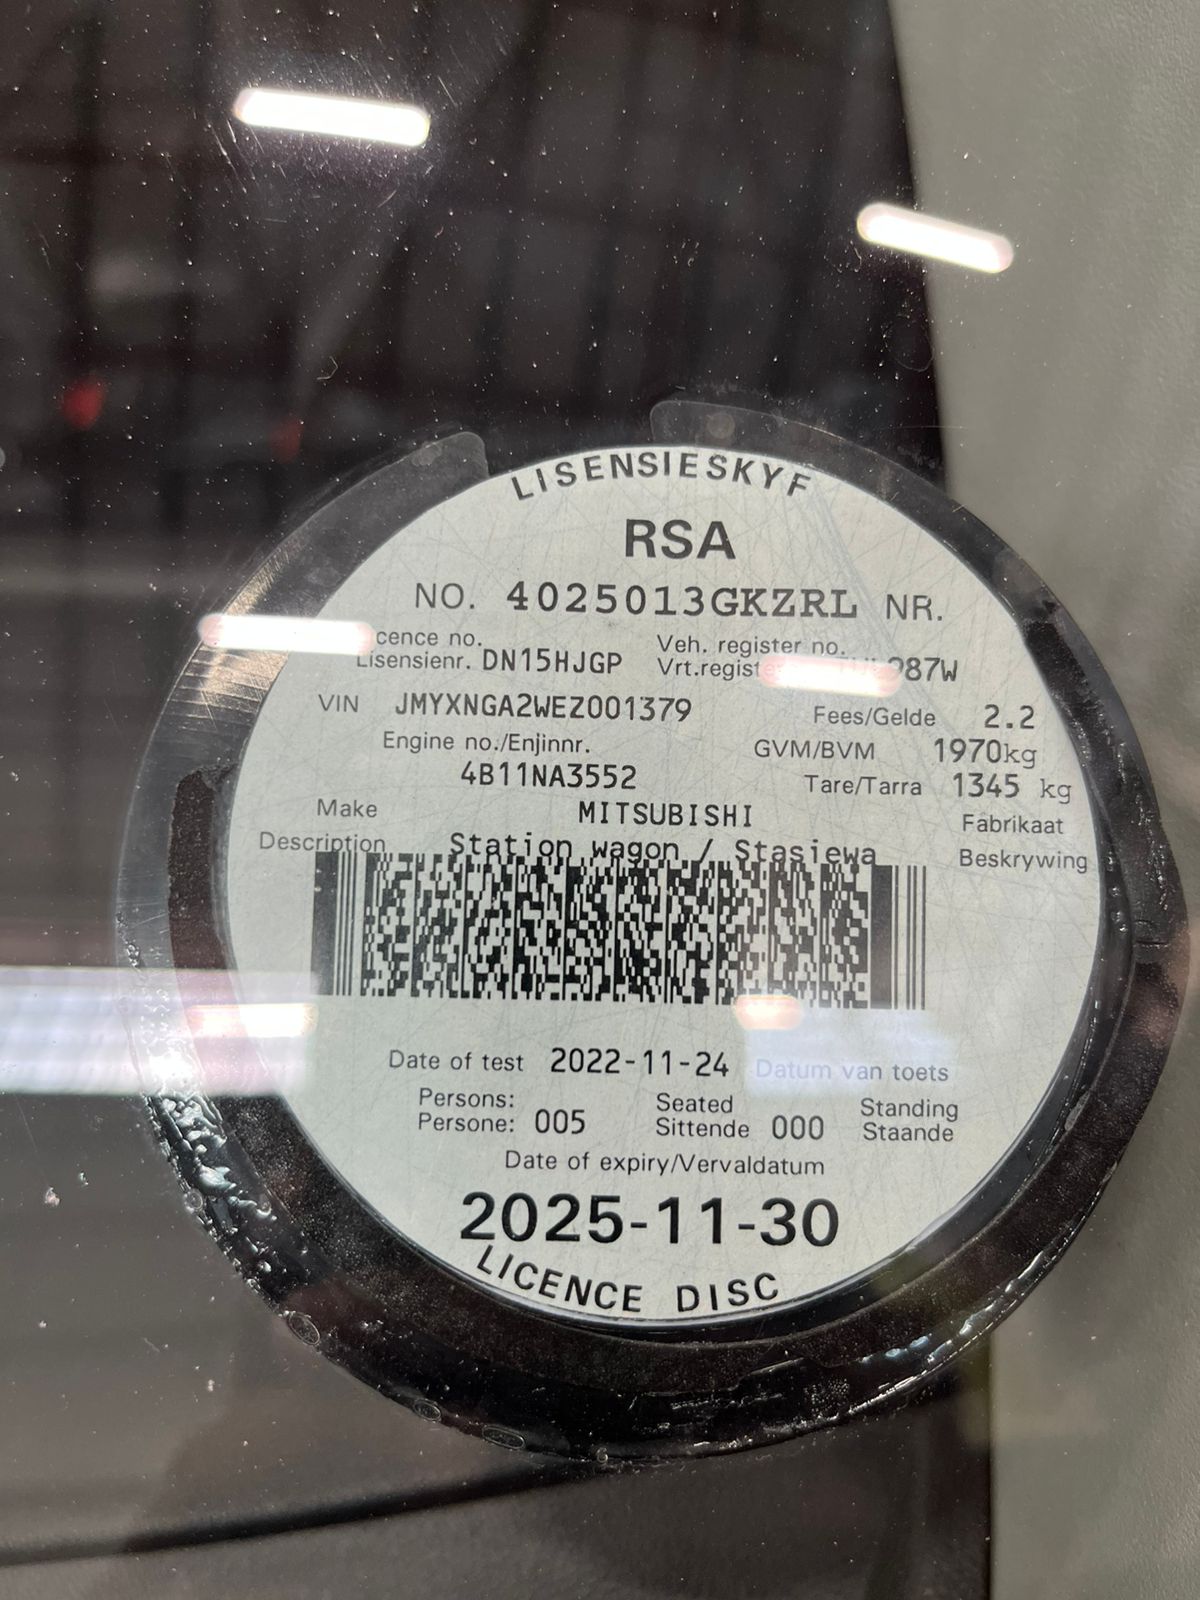 LISENSIESKYF
RSA
NO. 4025013GKZRL NR.
cence no. Veh. register no.
Lisensienr. DN15HJGP Vrt.regist 987W
VIN JMYXNGA2WEZ001379 Fees/Gelde 2.2
Engine no./Enjinnr. GVM/BVM 1970kg
4B11NA3552 Tare/Tarra 1345 kg
Make MITSUBISHI Fabrikaat
Description Station wagon / Stasiewa Beskrywing
Date of test 2022-11-24 Datum van toets
Persons: Seated Standing
Persone: 005 Sittende 000 Staande
Date of expiry/Vervaldatum
2025-11-30
LICENCE DISC